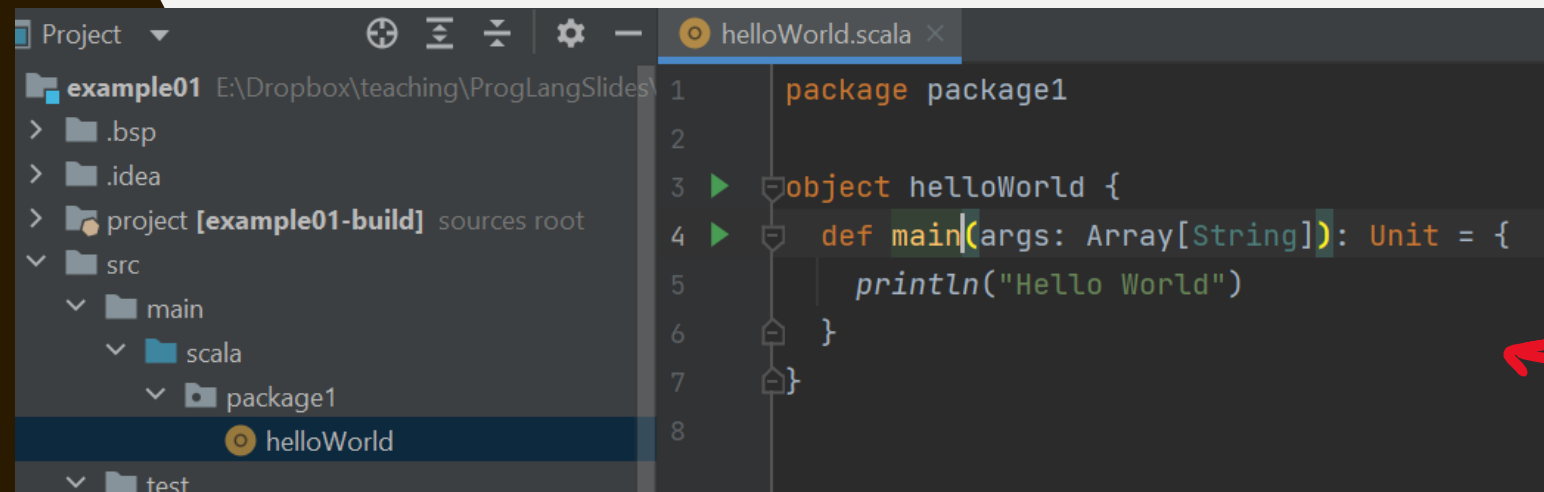 Project
example01 E:\Dropbox\teaching\ProgLangSlides\
.bsp
.idea
project [example01-build] sources root
src
main
scala
package1
helloWorld
test
helloWorld.scala
1 package package1
2
3 object helloWorld {
4 def main(args: Array[String]): Unit = {
5 println("Hello World")
6 }
7 }
8